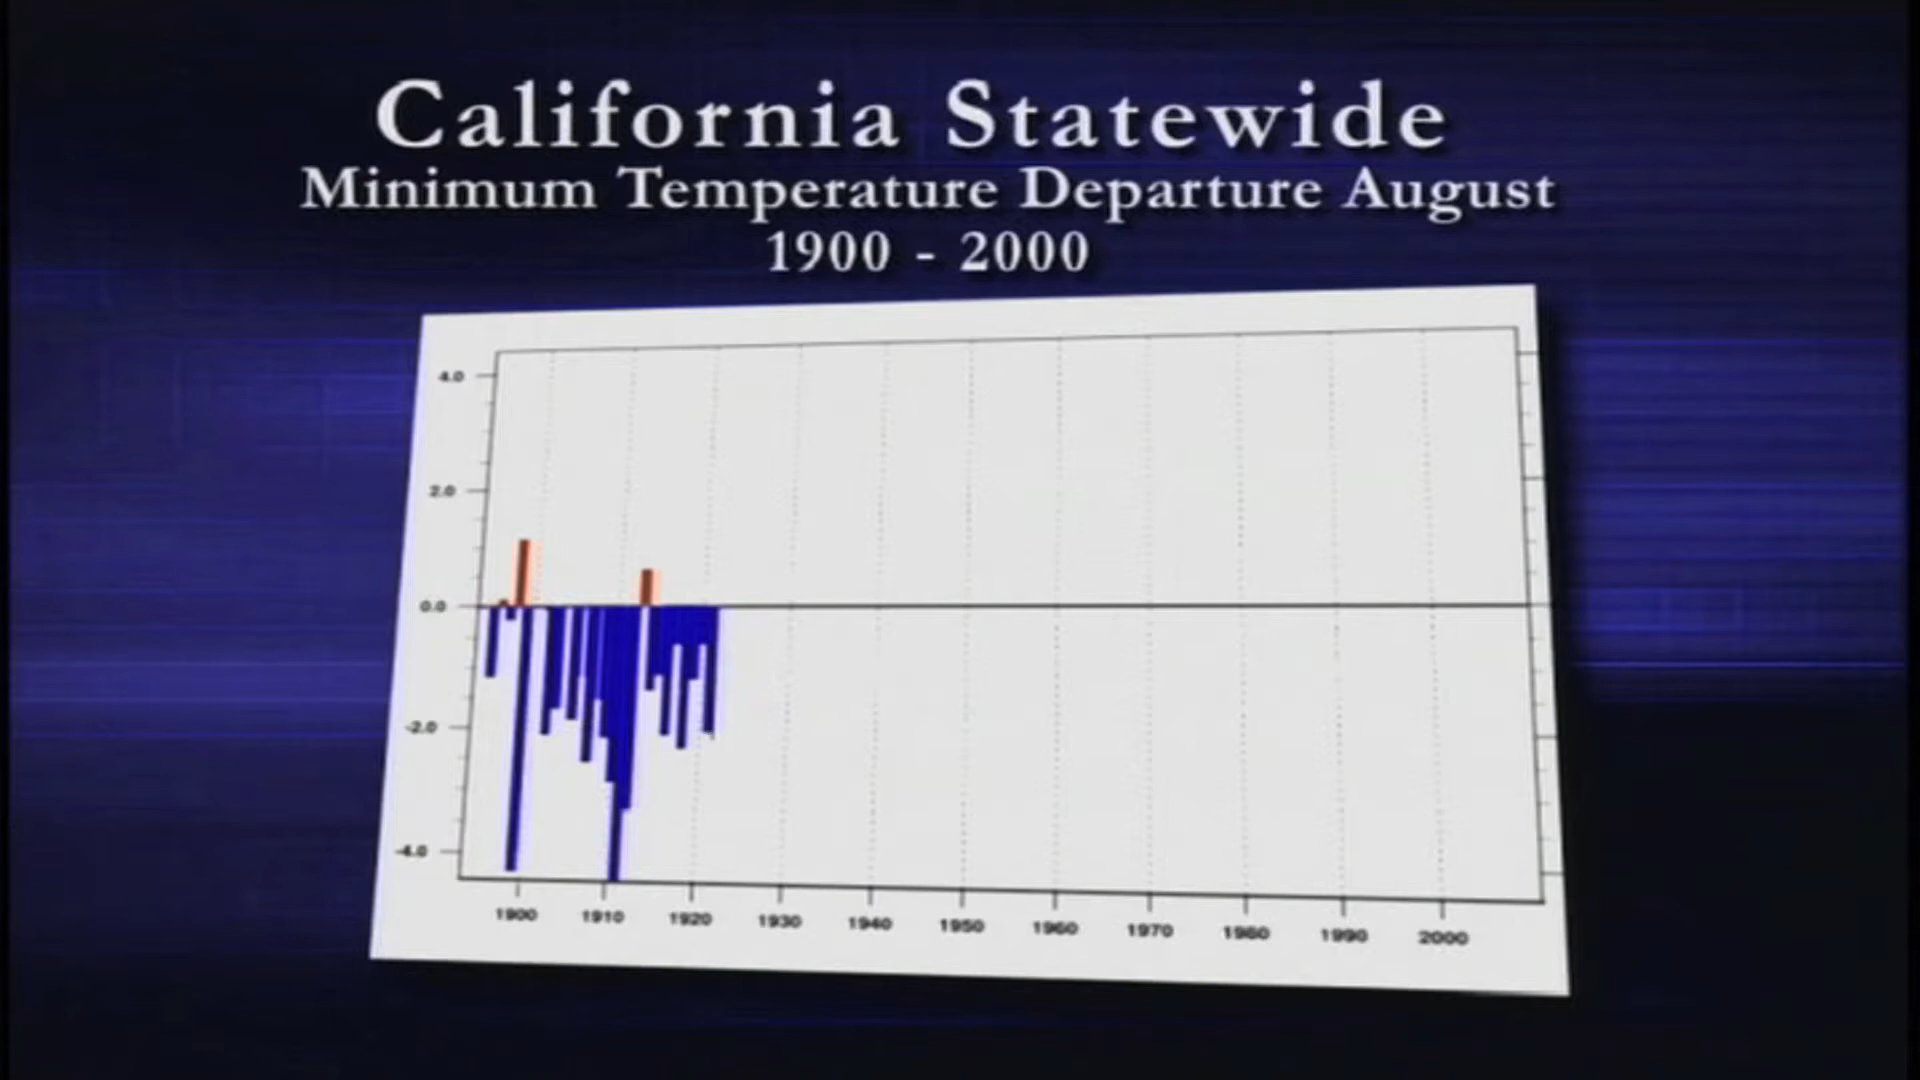 California Statewide
Minimum Temperature Departure August
1900 - 2000
4.0
2.0
0.0
-2.0
-4.0
1900 1910 1920 1930 1940 1950 1960 1970 1980 1990 2000